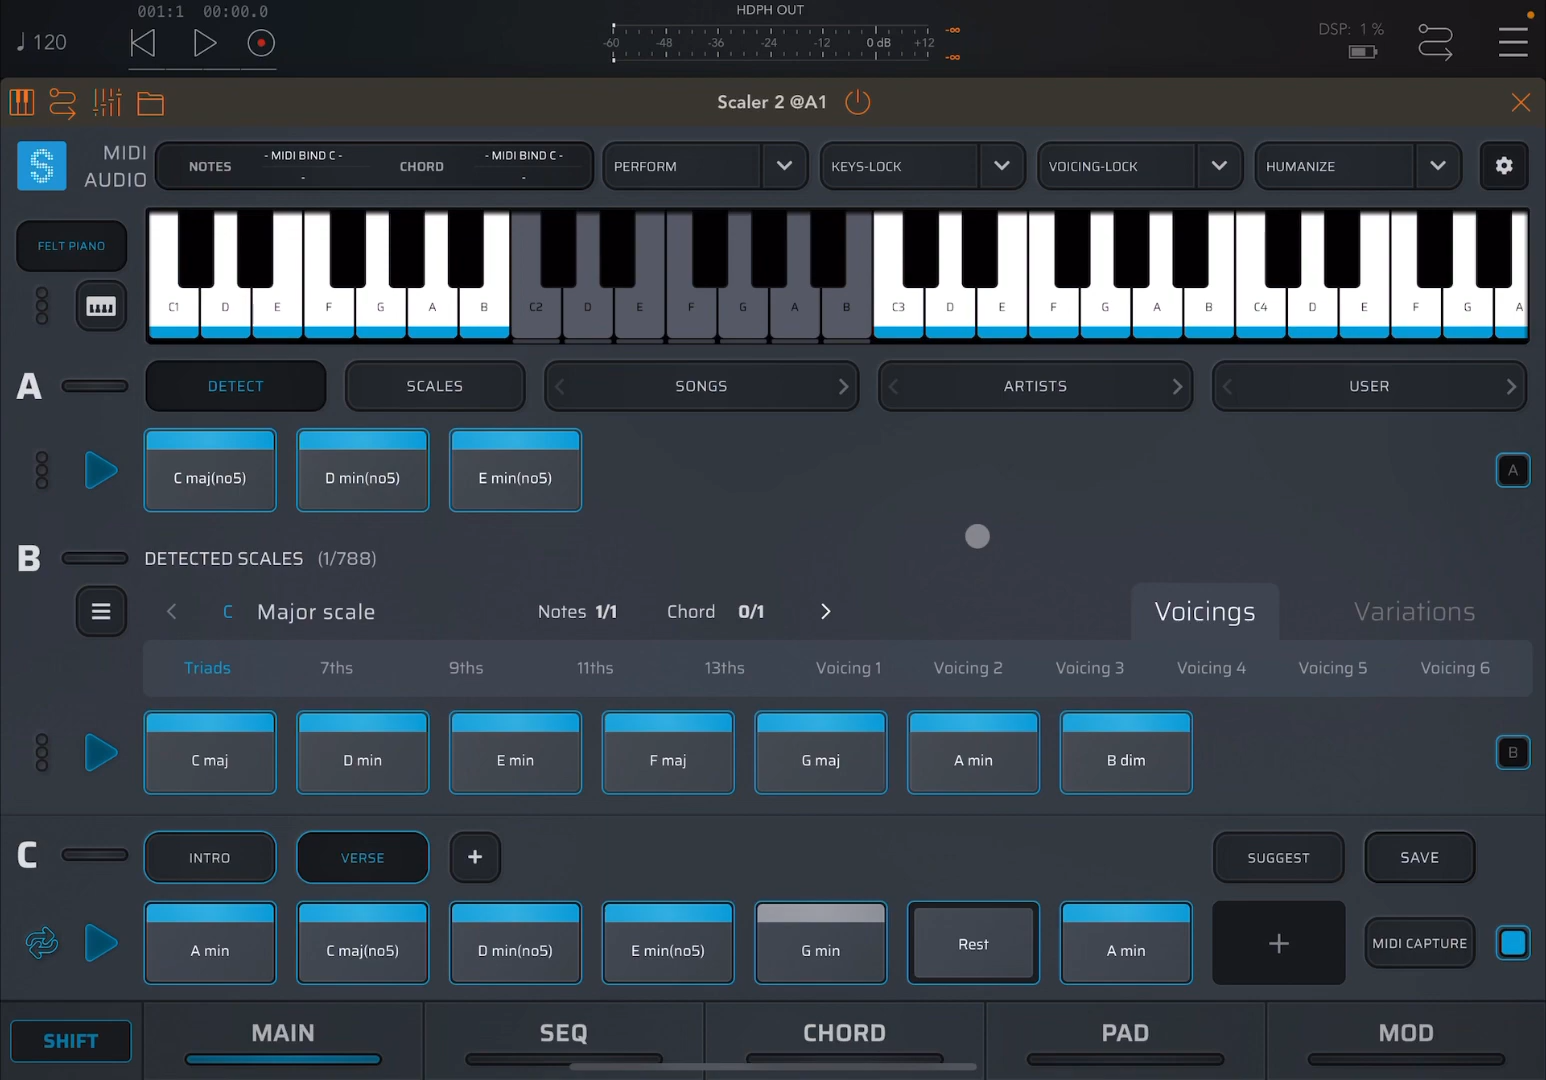 001:1 00:00.0
HDPH OUT
♩ 120
-60 -48 -36 -24 -12 0 dB +12
-∞
-∞
DSP: 1 %
Scaler 2 @A1
S
MIDI
AUDIO
NOTES - MIDI BIND C - -
CHORD - MIDI BIND C - -
PERFORM
KEYS-LOCK
VOICING-LOCK
HUMANIZE
FELT PIANO
C1 D E F G A B C2 D E F G A B C3 D E F G A B C4 D E F G A
A
DETECT SCALES SONGS ARTISTS USER
C maj(no5) D min(no5) E min(no5) A
B
DETECTED SCALES (1/788)
C Major scale Notes 1/1 Chord 0/1 Voicings Variations
Triads 7ths 9ths 11ths 13ths Voicing 1 Voicing 2 Voicing 3 Voicing 4 Voicing 5 Voicing 6
C maj D min E min F maj G maj A min B dim B
C
INTRO VERSE + SUGGEST SAVE
A min C maj(no5) D min(no5) E min(no5) G min Rest A min + MIDI CAPTURE
SHIFT MAIN SEQ CHORD PAD MOD